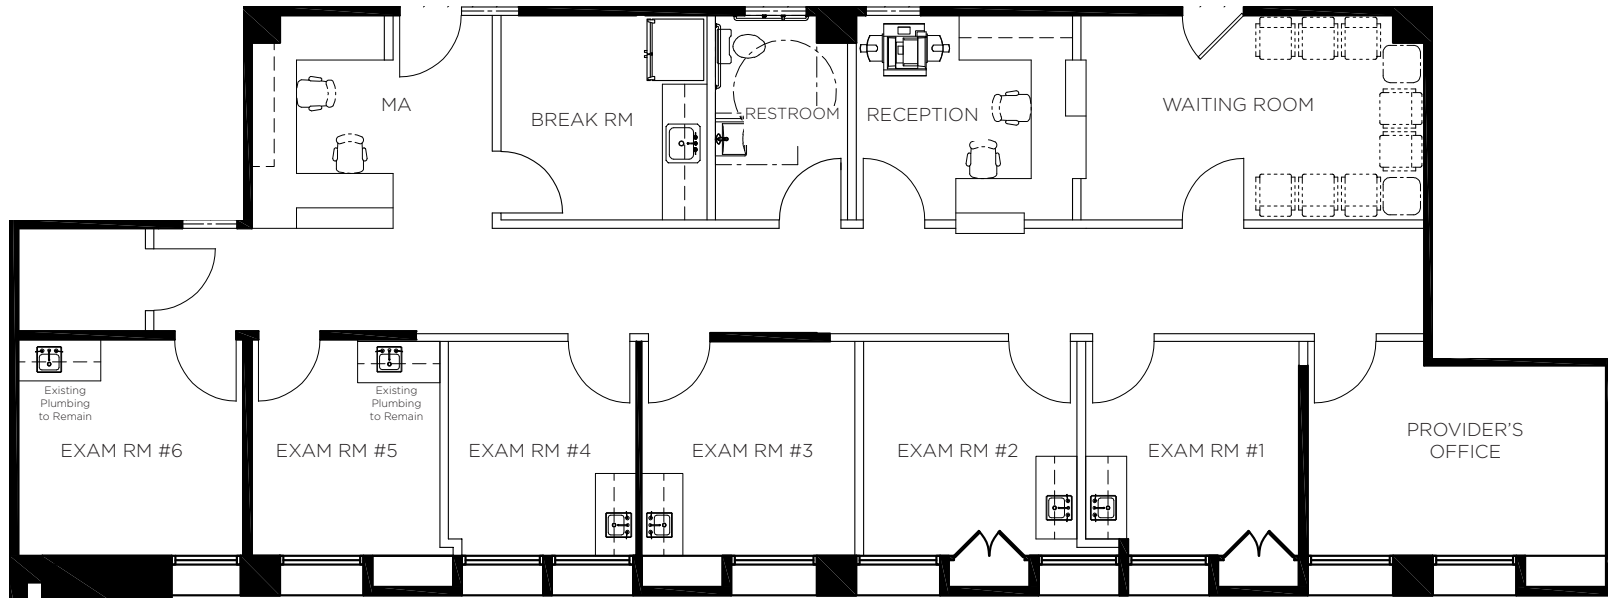 MA
BREAK RM
RESTROOM
RECEPTION
WAITING ROOM
Existing
Plumbing
to Remain
Existing
Plumbing
to Remain
EXAM RM #6
EXAM RM #5
EXAM RM #4
EXAM RM #3
EXAM RM #2
EXAM RM #1
PROVIDER'S
OFFICE